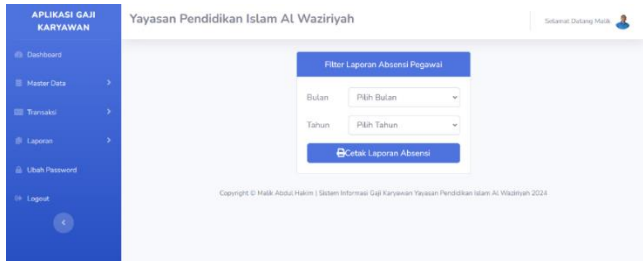 APLIKASI GAJI
KARYAWAN
Dashboard
Master Data
Transaksi
Laporan
Ubah Password
Logout
Yayasan Pendidikan Islam AL Waziriyah
Selamat Datang Malik
Filter Laporan Absensi Pegawai
Bulan
Pilih Bulan
Tahun
Pilih Tahun
Cetak Laporan Absensi
Copyright © Malik Abdul Hakim | Sistem Informasi Gaji Karyawan Yayasan Pendidikan Islam AL Waziriyah 2024